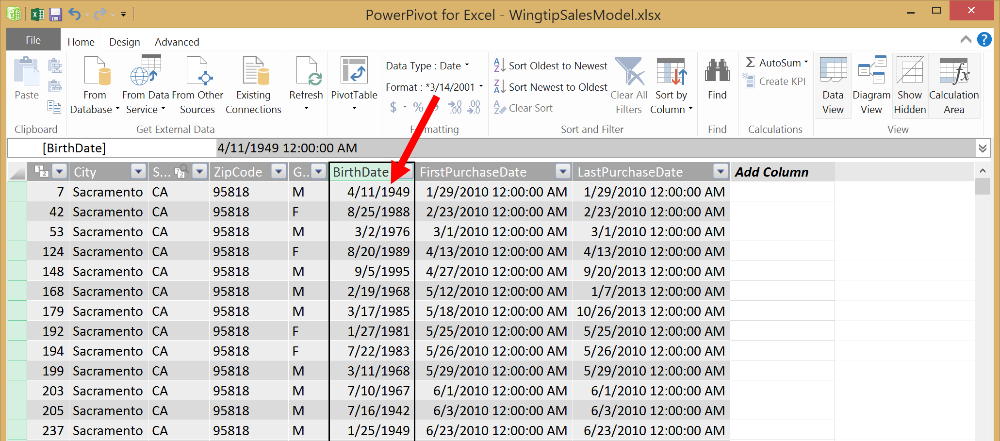 PowerPivot for Excel - WingtipSalesModel.xlsx
File Home Design Advanced
Paste
From Database
From Data Service
From Other Sources
Existing Connections
Refresh
PivotTable
Data Type : Date
Format : *3/14/2001
$ % .0 .00 .00 .0
Sort Oldest to Newest
Sort Newest to Oldest
Clear Sort
Clear All Filters
Sort by Column
Find
AutoSum
Create KPI
Data View
Diagram View
Show Hidden
Calculation Area
Clipboard Get External Data Sort and Filter Find Calculations View
[BirthDate] 4/11/1949 12:00:00 AM
City S... ZipCode G... BirthDate FirstPurchaseDate LastPurchaseDate Add Column
7 Sacramento CA 95818 M 4/11/1949 1/29/2010 12:00:00 AM 1/29/2010 12:00:00 AM
42 Sacramento CA 95818 F 8/25/1988 2/23/2010 12:00:00 AM 2/23/2010 12:00:00 AM
53 Sacramento CA 95818 M 3/2/1976 3/1/2010 12:00:00 AM 3/1/2010 12:00:00 AM
124 Sacramento CA 95818 F 8/20/1989 4/13/2010 12:00:00 AM 4/13/2010 12:00:00 AM
148 Sacramento CA 95818 M 9/5/1995 4/27/2010 12:00:00 AM 9/20/2013 12:00:00 AM
168 Sacramento CA 95818 M 2/19/1968 5/12/2010 12:00:00 AM 1/7/2013 12:00:00 AM
179 Sacramento CA 95818 M 3/17/1985 5/18/2010 12:00:00 AM 10/26/2013 12:00:00 AM
192 Sacramento CA 95818 F 1/27/1981 5/25/2010 12:00:00 AM 5/25/2010 12:00:00 AM
194 Sacramento CA 95818 F 7/22/1983 5/26/2010 12:00:00 AM 5/26/2010 12:00:00 AM
199 Sacramento CA 95818 M 3/11/1968 5/29/2010 12:00:00 AM 5/29/2010 12:00:00 AM
203 Sacramento CA 95818 M 7/10/1967 6/1/2010 12:00:00 AM 6/1/2010 12:00:00 AM
205 Sacramento CA 95818 M 7/16/1942 6/3/2010 12:00:00 AM 6/3/2010 12:00:00 AM
237 Sacramento CA 95818 M 1/25/1949 6/23/2010 12:00:00 AM 6/23/2010 12:00:00 AM